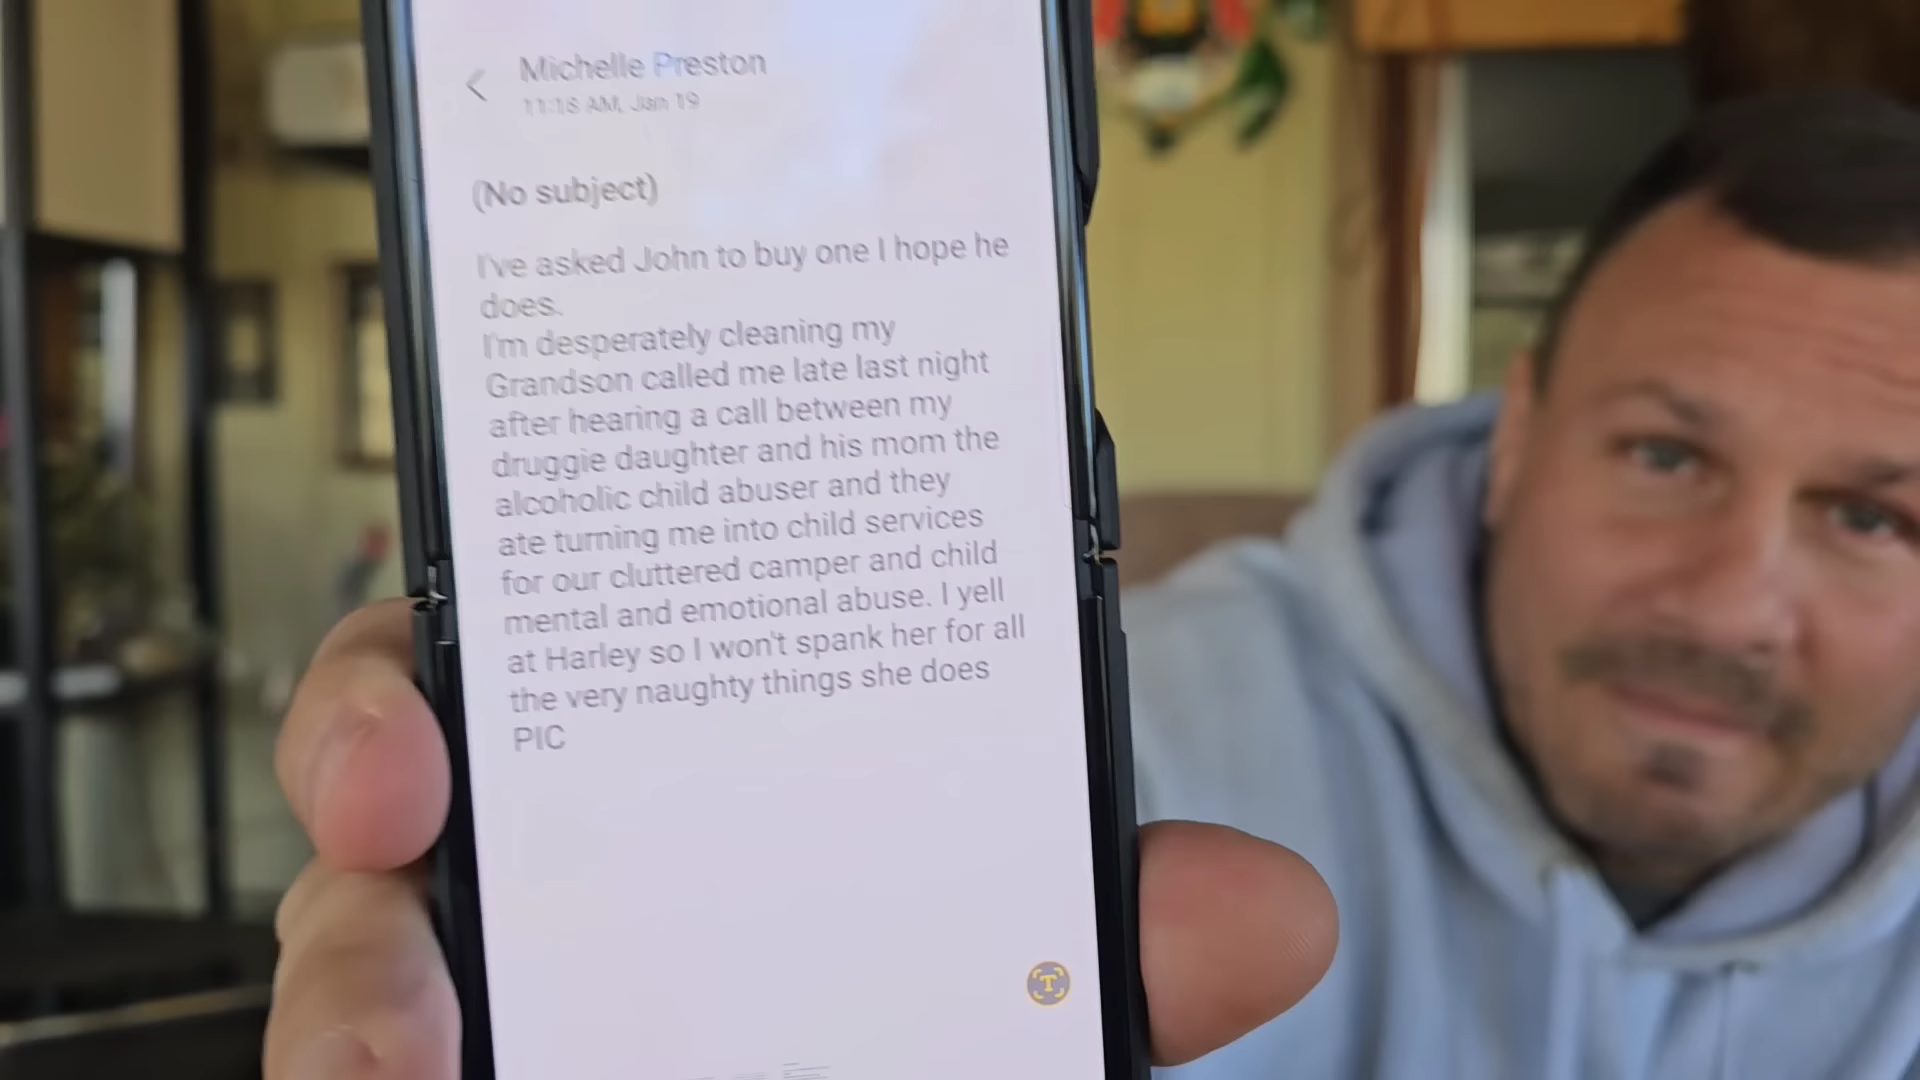 Michelle Preston
11:18 AM, Jan 19
(No subject)
I've asked John to buy one I hope he
does.
I'm desperately cleaning my
Grandson called me late last night
after hearing a call between my
druggie daughter and his mom the
alcoholic child abuser and they
ate turning me into child services
for our cluttered camper and child
mental and emotional abuse. I yell
at Harley so I won't spank her for all
the very naughty things she does
PIC
T